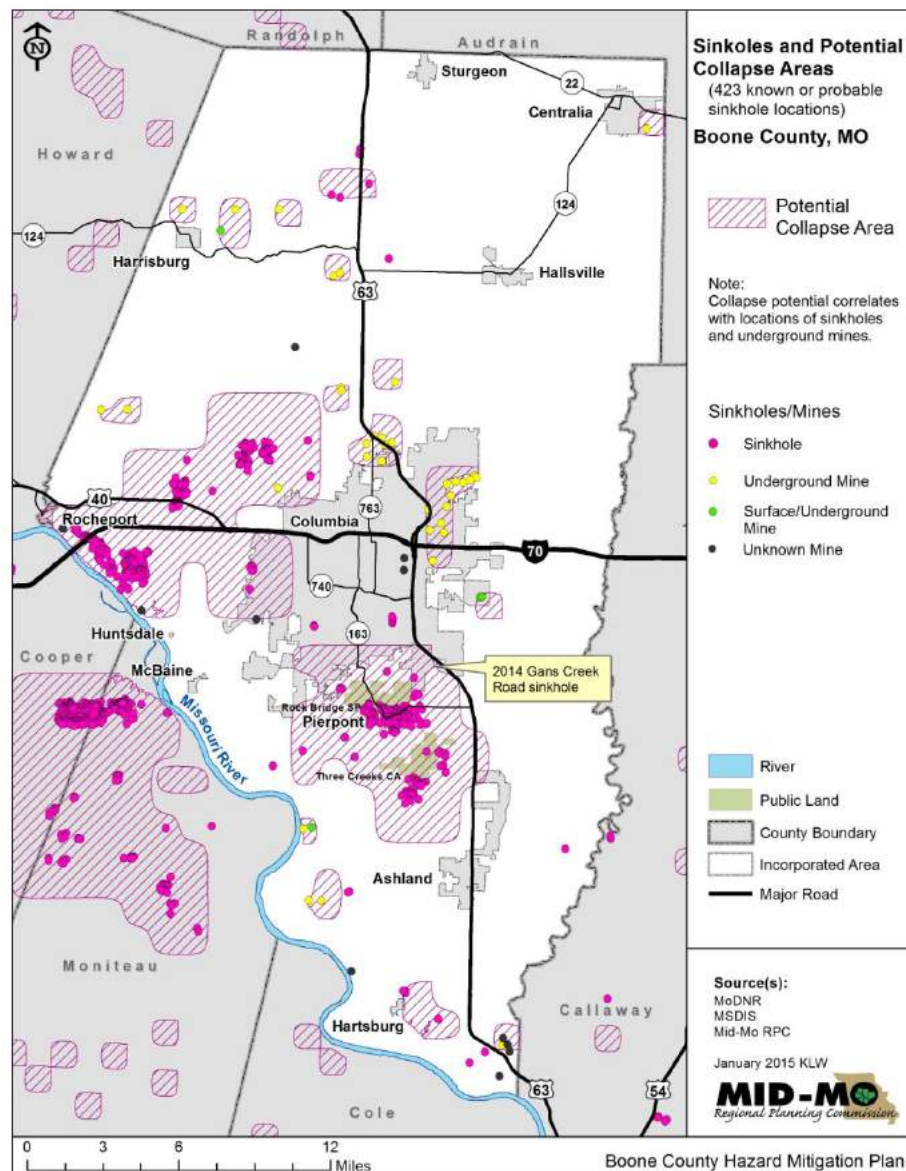 Sinkoles and Potential
Collapse Areas
(423 known or probable
sinkhole locations)
Boone County, MO
Potential
Collapse Area
Note:
Collapse potential correlates
with locations of sinkholes
and underground mines.
Sinkholes/Mines
Sinkhole
Underground Mine
Surface/Underground
Mine
Unknown Mine
River
Public Land
County Boundary
Incorporated Area
Major Road
Source(s):
MoDNR
MSDIS
Mid-Mo RPC
January 2015 KLW
MID-MO
Regional Planning Commission
N
Randolph
Audrain
Sturgeon
22
Centralia
Howard
124
124
Harrisburg
Hallsville
63
40
Rocheport
Columbia
763
70
740
163
Huntsdale
Cooper
McBaine
2014 Gans Creek
Road sinkhole
Missouri River
Rock Bridge SP
Pierpont
Three Creeks CA
Ashland
Moniteau
Callaway
Hartsburg
63
54
Cole
0 3 6 12
Miles
Boone County Hazard Mitigation Plan